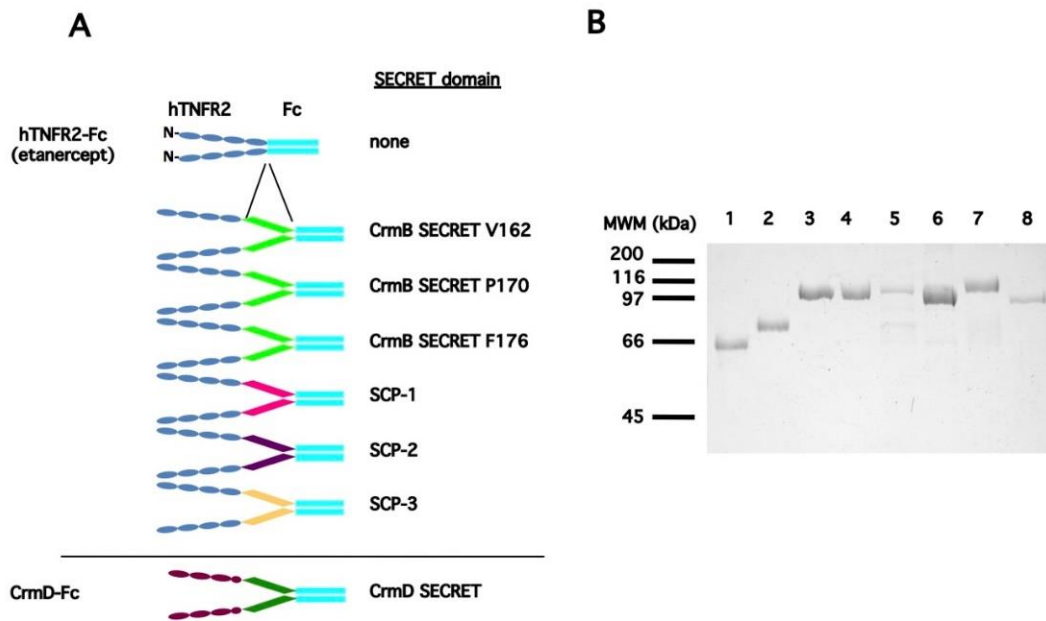 A
SECRET domain
hTNFR2 Fc
hTNFR2-Fc
(etanercept)
N-
N-
none
CrmB SECRET V162
CrmB SECRET P170
CrmB SECRET F176
SCP-1
SCP-2
SCP-3
CrmD-Fc
CrmD SECRET
B
MWM (kDa) 1 2 3 4 5 6 7 8
200
116
97
66
45